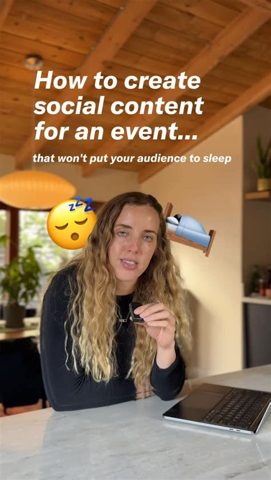 How to create
social content
for an event...
that won't put your audience to sleep